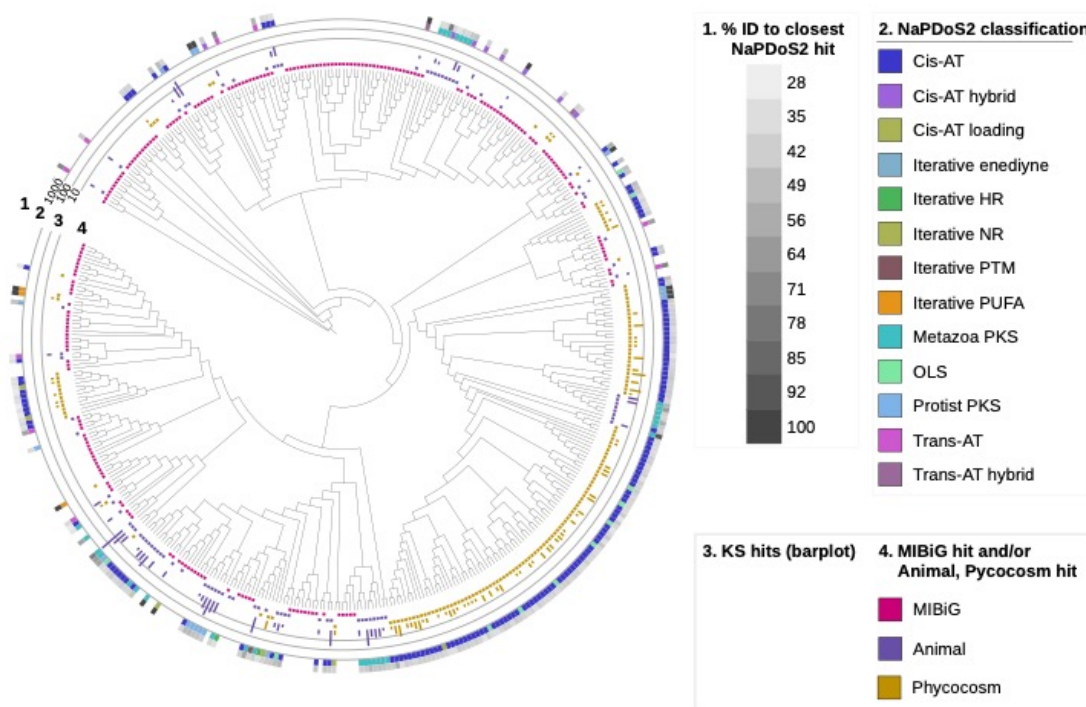 1. % ID to closest
NaPDoS2 hit
28
35
42
49
56
64
71
78
85
92
100
2. NaPDoS2 classification
Cis-AT
Cis-AT hybrid
Cis-AT loading
Iterative enediyne
Iterative HR
Iterative NR
Iterative PTM
Iterative PUFA
Metazoa PKS
OLS
Protist PKS
Trans-AT
Trans-AT hybrid
1
2
3
4
1000
100
10
3. KS hits (barplot)
4. MIBiG hit and/or
Animal, Pycocosm hit
MIBiG
Animal
Phycocosm